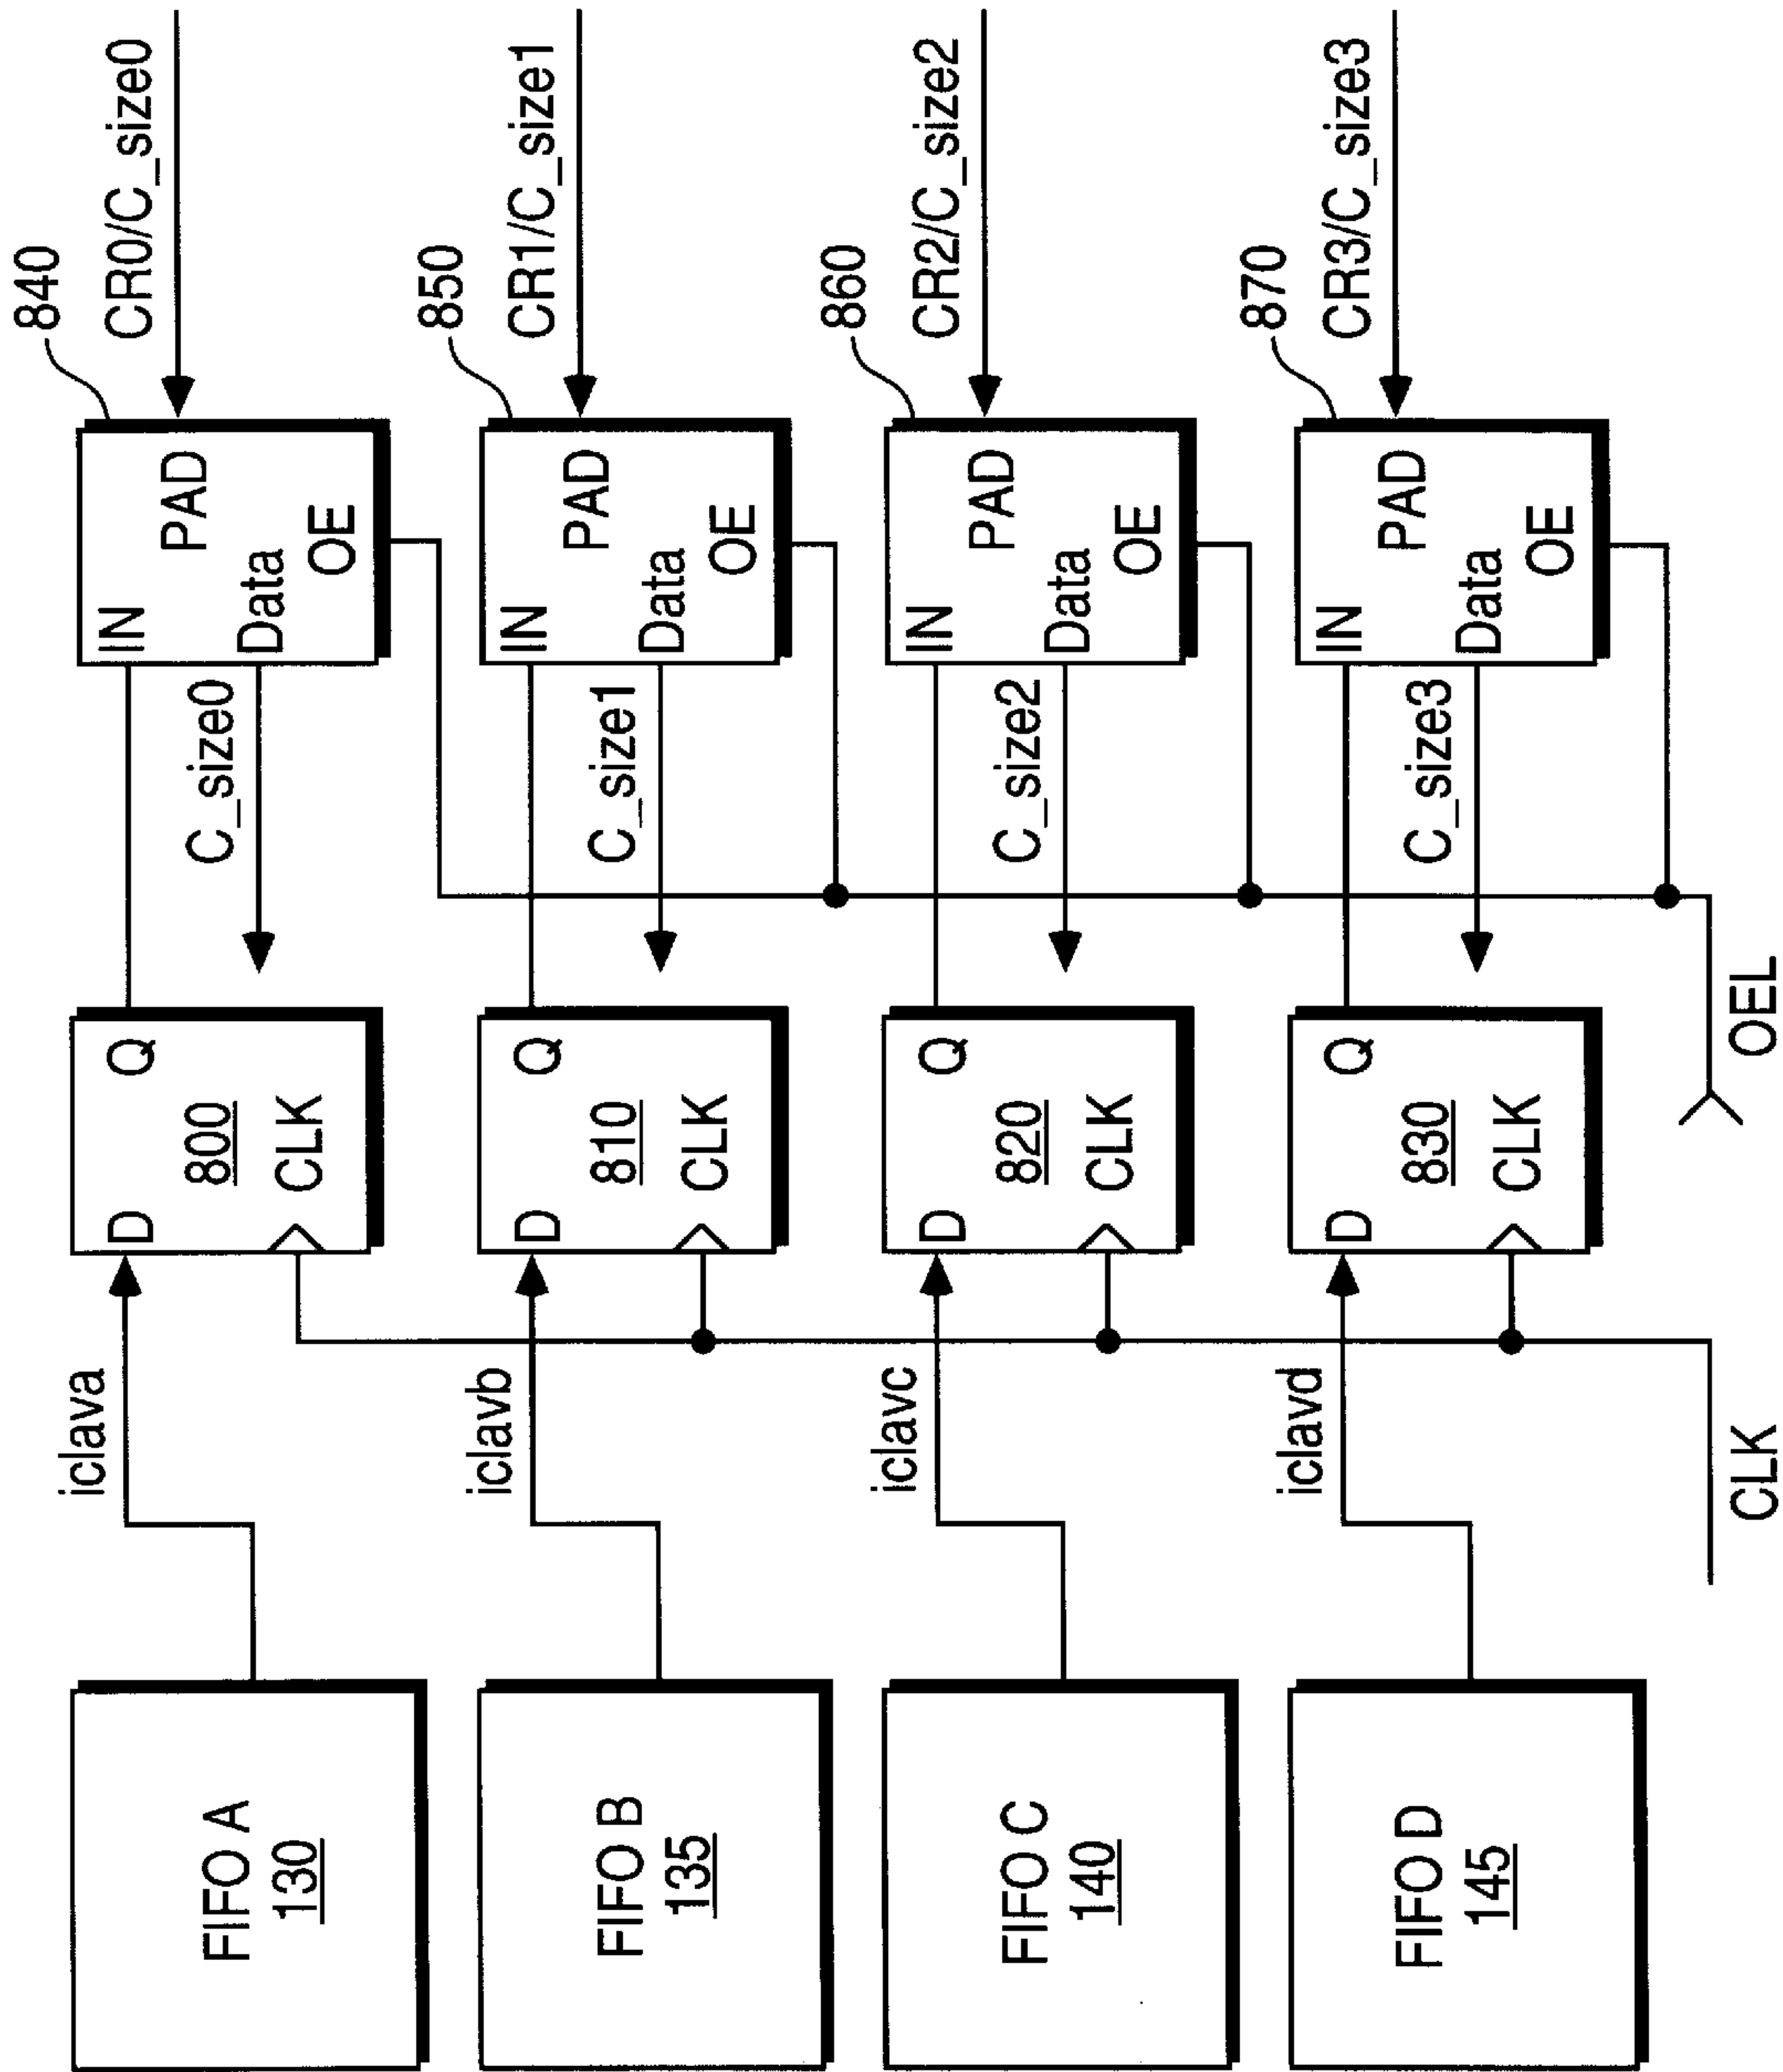 FIFO A
130
iclava
D
Q
800
CLK
C_size0
IN
PAD
Data
OE
840
CR0/C_size0
FIFO B
135
iclavb
D
Q
810
CLK
C_size1
IN
PAD
Data
OE
850
CR1/C_size1
FIFO C
140
iclavc
D
Q
820
CLK
C_size2
IN
PAD
Data
OE
860
CR2/C_size2
FIFO D
145
iclavd
D
Q
830
CLK
C_size3
IN
PAD
Data
OE
870
CR3/C_size3
CLK
OEL